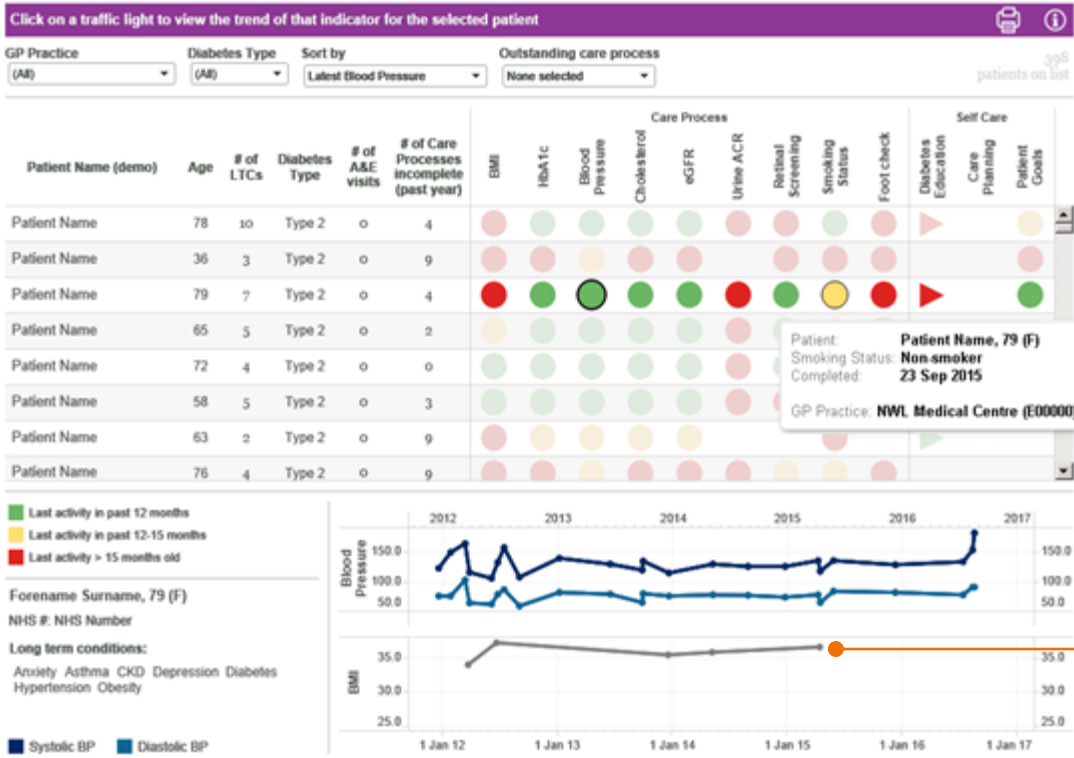 Click on a traffic light to view the trend of that indicator for the selected patient
GP Practice Diabetes Type Sort by Outstanding care process
(All) (All) Latest Blood Pressure None selected
398
patients on list
Care Process Self Care
Patient Name (demo) Age # of LTCs Diabetes Type # of A&E visits # of Care Processes incomplete (past year) BMI HbA1c Blood Pressure Cholesterol eGFR Urine ACR Retinal Screening Smoking Status Foot check Diabetes Education Care Planning Patient Goals
Patient Name 78 10 Type 2 0 4
Patient Name 36 3 Type 2 0 9
Patient Name 79 7 Type 2 0 4
Patient Name 65 5 Type 2 0 2
Patient Name 72 4 Type 2 0 0
Patient Name 58 5 Type 2 0 3
Patient Name 63 2 Type 2 0 9
Patient Name 76 4 Type 2 0 9
Patient: Patient Name, 79 (F)
Smoking Status: Non-smoker
Completed: 23 Sep 2015
GP Practice: NWL Medical Centre (E00000)
Last activity in past 12 months
Last activity in past 12-15 months
Last activity > 15 months old
Forename Surname, 79 (F)
NHS #: NHS Number
Long term conditions:
Anxiety Asthma CKD Depression Diabetes
Hypertension Obesity
Systolic BP Diastolic BP
2012 2013 2014 2015 2016 2017
Blood Pressure
150.0 150.0
100.0 100.0
50.0 50.0
BMI
35.0 35.0
30.0 30.0
25.0 25.0
1 Jan 12 1 Jan 13 1 Jan 14 1 Jan 15 1 Jan 16 1 Jan 17